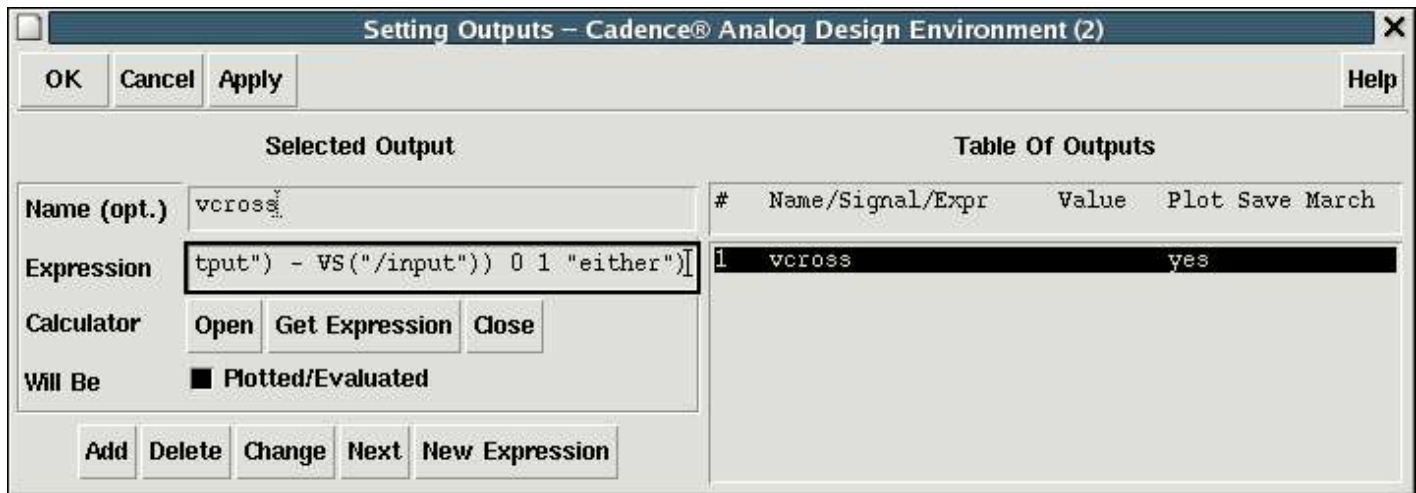 Setting Outputs – Cadence® Analog Design Environment (2)
OK Cancel Apply Help
Selected Output
Name (opt.) vcross
Expression tput") - VS("/input")) 0 1 "either")
Calculator Open Get Expression Close
Will Be Plotted/Evaluated
Add Delete Change Next New Expression
Table Of Outputs
# Name/Signal/Expr Value Plot Save March
1 vcross yes